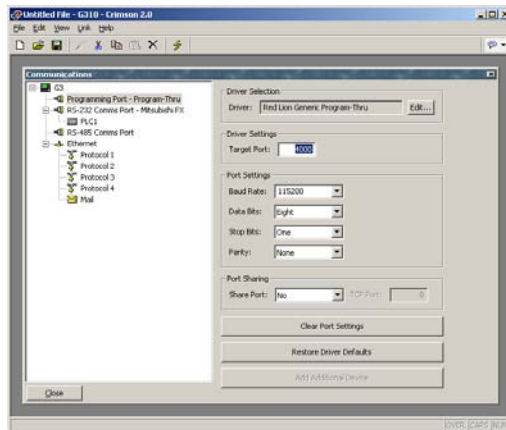 Untitled File - G310 - Crimson 2.0
File Edit View Link Help
Communications
G3
Programming Port - Program-Thru
RS-232 Comms Port - Mitsubishi FX
PLC1
RS-485 Comms Port
Ethernet
Protocol 1
Protocol 2
Protocol 3
Protocol 4
Mail
Driver Selection
Driver: Red Lion Generic Program-Thru Edit...
Driver Settings
Target Port: 4000
Port Settings
Baud Rate: 115200
Data Bits: Eight
Stop Bits: One
Parity: None
Port Sharing
Share Port: No TCP Port: 0
Clear Port Settings
Restore Driver Defaults
Add Additional Device
Close
OVER CAPS NUM